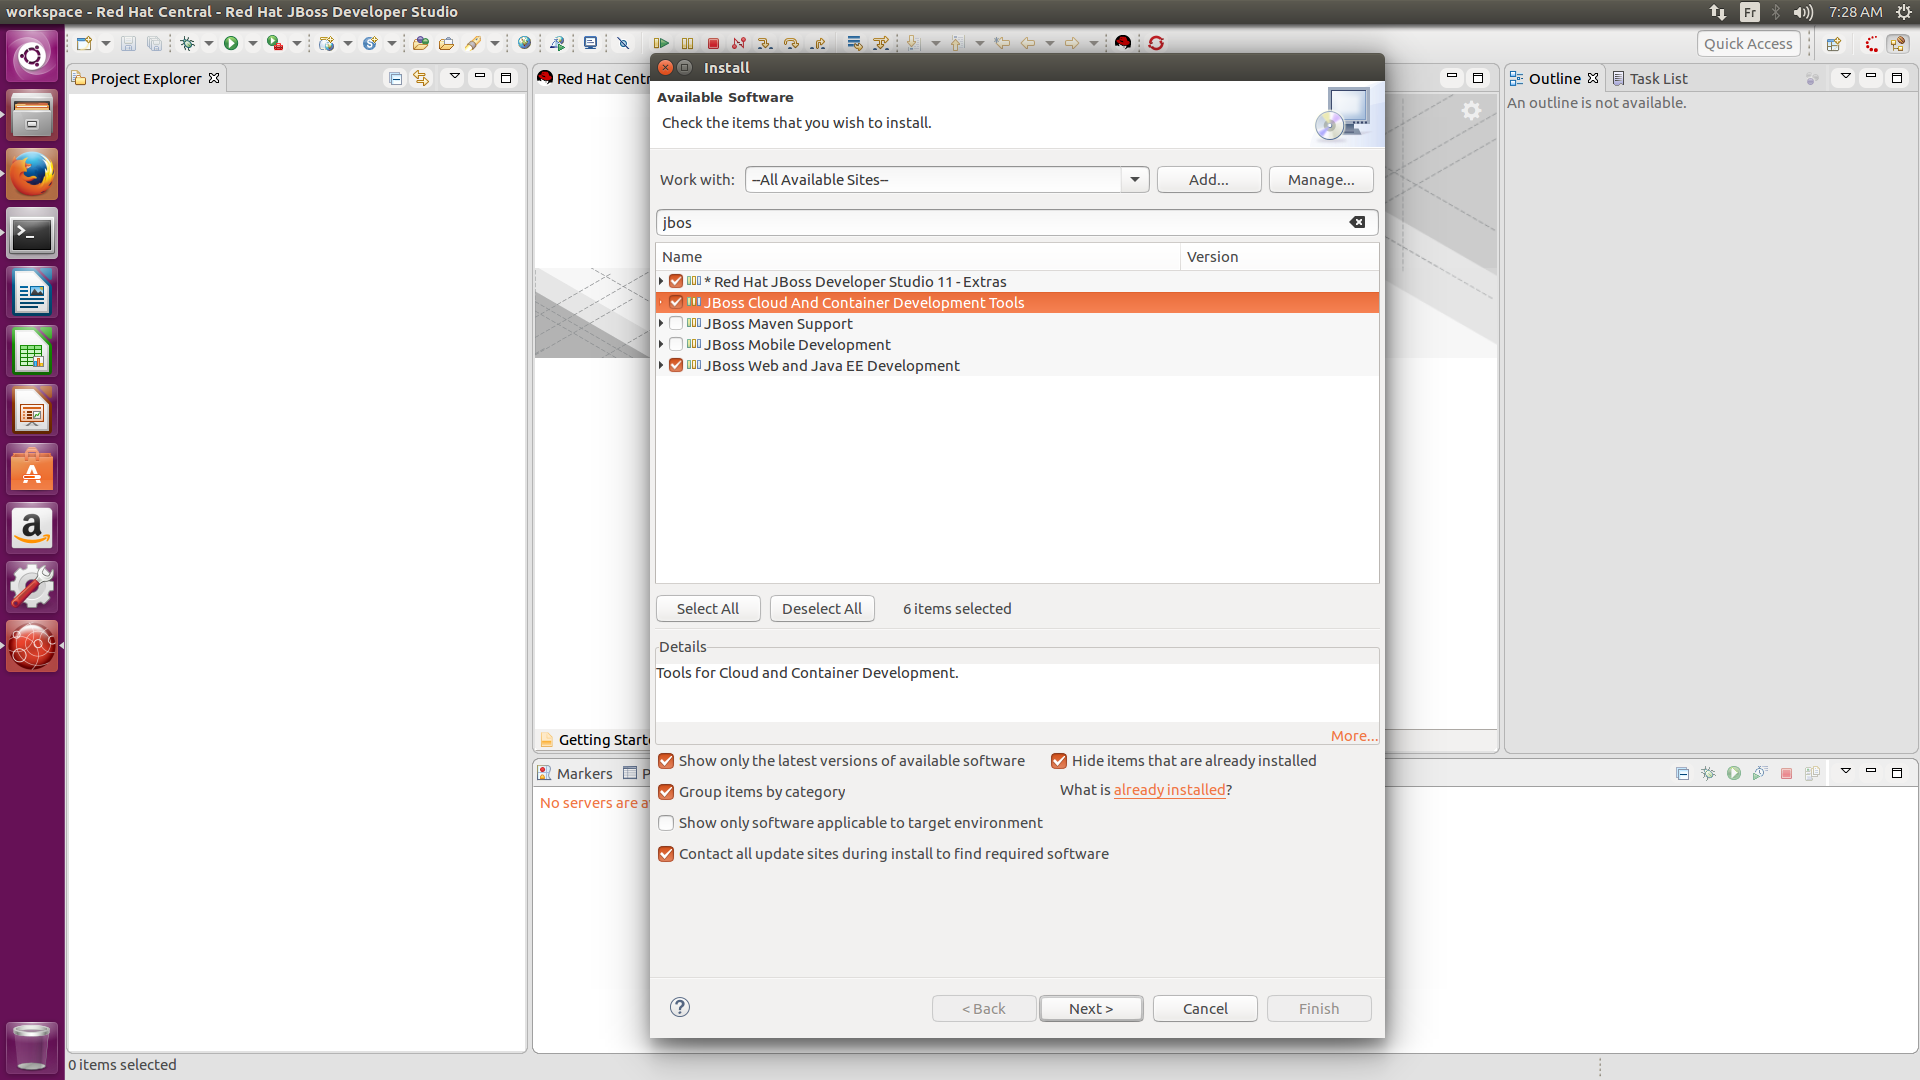 workspace - Red Hat Central - Red Hat JBoss Developer Studio
Fr
7:28 AM
Quick Access
Project Explorer
Red Hat Centr
Outline
Task List
An outline is not available.
Install
Available Software
Check the items that you wish to install.
Work with:
--All Available Sites--
Add...
Manage...
jbos
Name
Version
* Red Hat JBoss Developer Studio 11 - Extras
JBoss Cloud And Container Development Tools
JBoss Maven Support
JBoss Mobile Development
JBoss Web and Java EE Development
Select All
Deselect All
6 items selected
Details
Tools for Cloud and Container Development.
More...
Getting Starte
Show only the latest versions of available software
Hide items that are already installed
Group items by category
What is already installed?
Show only software applicable to target environment
Contact all update sites during install to find required software
Markers
P
No servers are a
< Back
Next >
Cancel
Finish
0 items selected